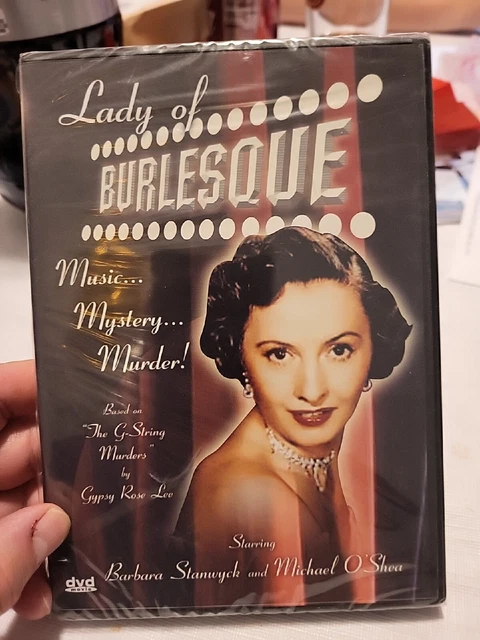 Lady of
BURLESQUE
Music...
Mystery...
Murder!
Based on
"The G-String
Murders"
by
Gypsy Rose Lee
Starring
Barbara Stanwyck and Michael O'Shea
dvd
movie